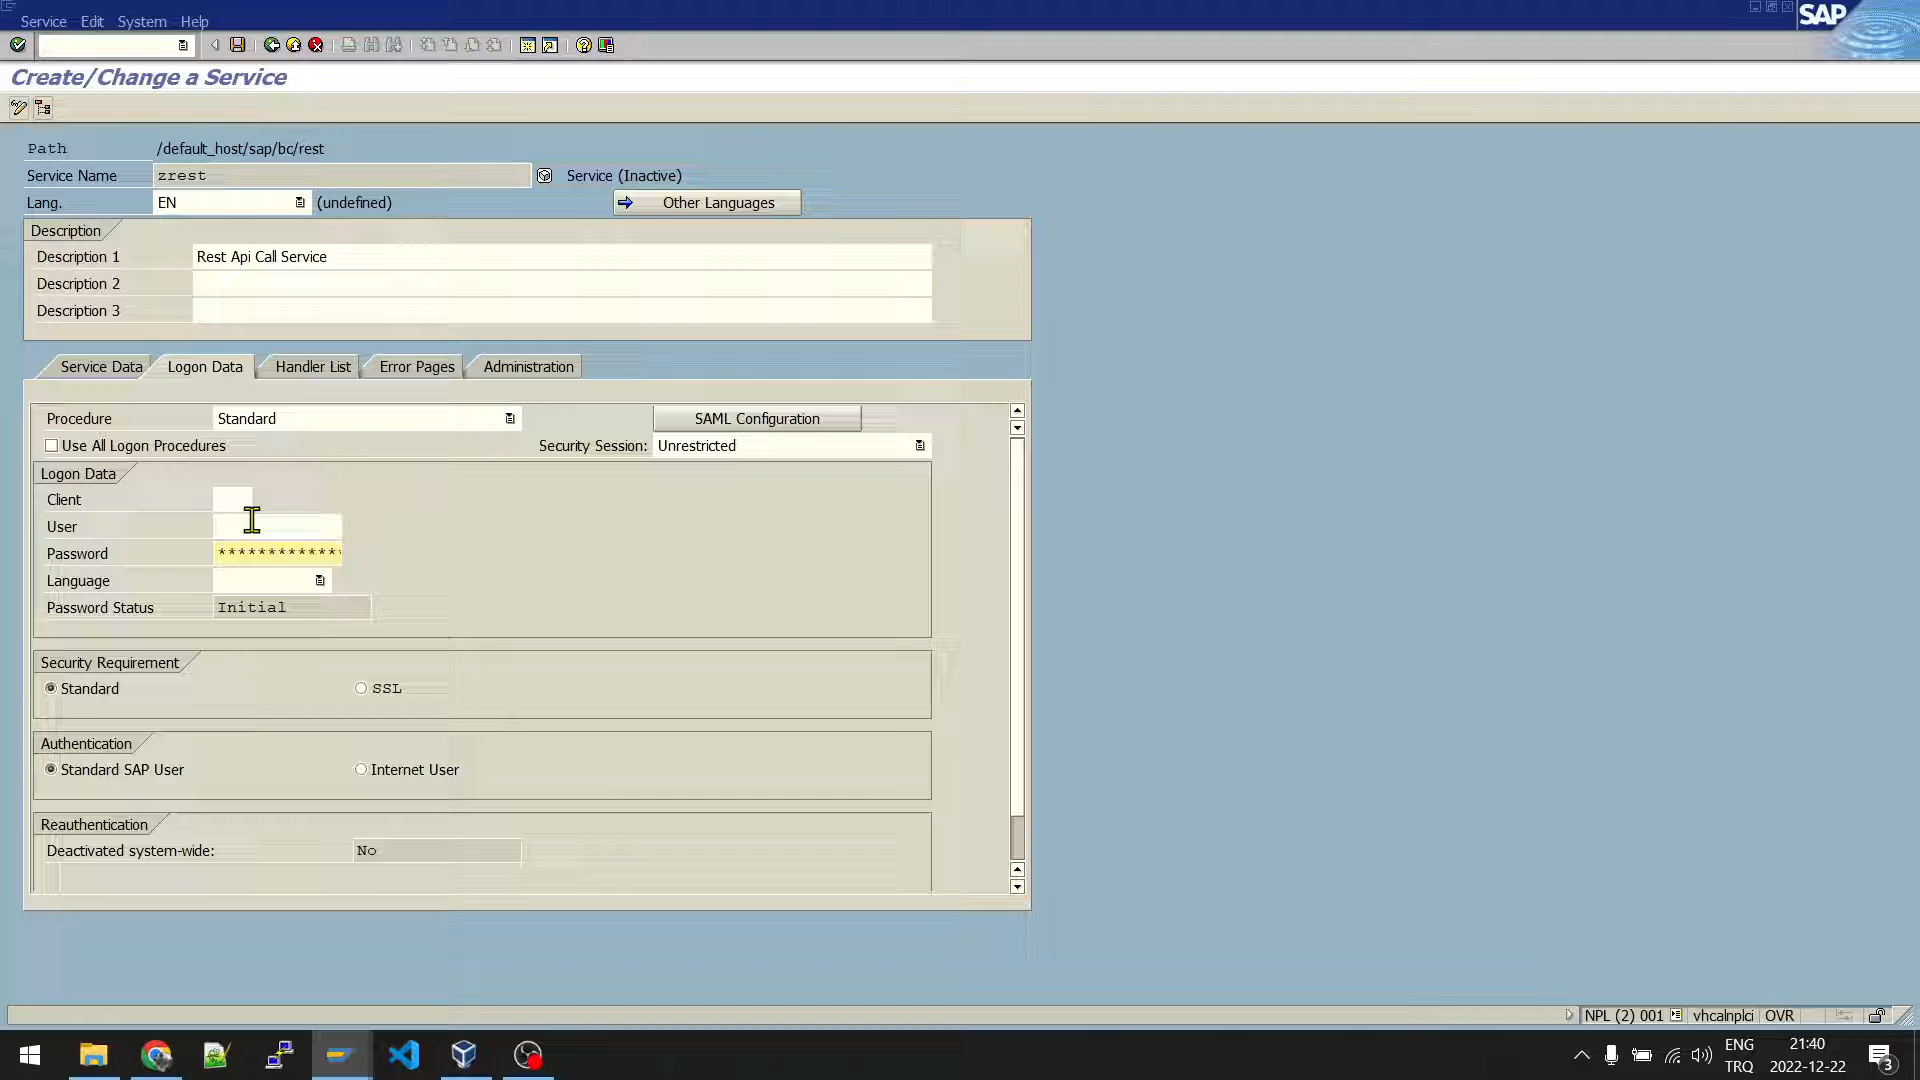 Service Edit System Help
SAP
Create/Change a Service
Path /default_host/sap/bc/rest
Service Name zrest Service (Inactive)
Lang. EN (undefined) Other Languages
Description
Description 1 Rest Api Call Service
Description 2
Description 3
Service Data Logon Data Handler List Error Pages Administration
Procedure Standard SAML Configuration
Use All Logon Procedures Security Session: Unrestricted
Logon Data
Client
User
Password *************
Language
Password Status Initial
Security Requirement
Standard SSL
Authentication
Standard SAP User Internet User
Reauthentication
Deactivated system-wide: No
NPL (2) 001 vhcalnplci OVR
ENG 21:40
TRQ 2022-12-22 3